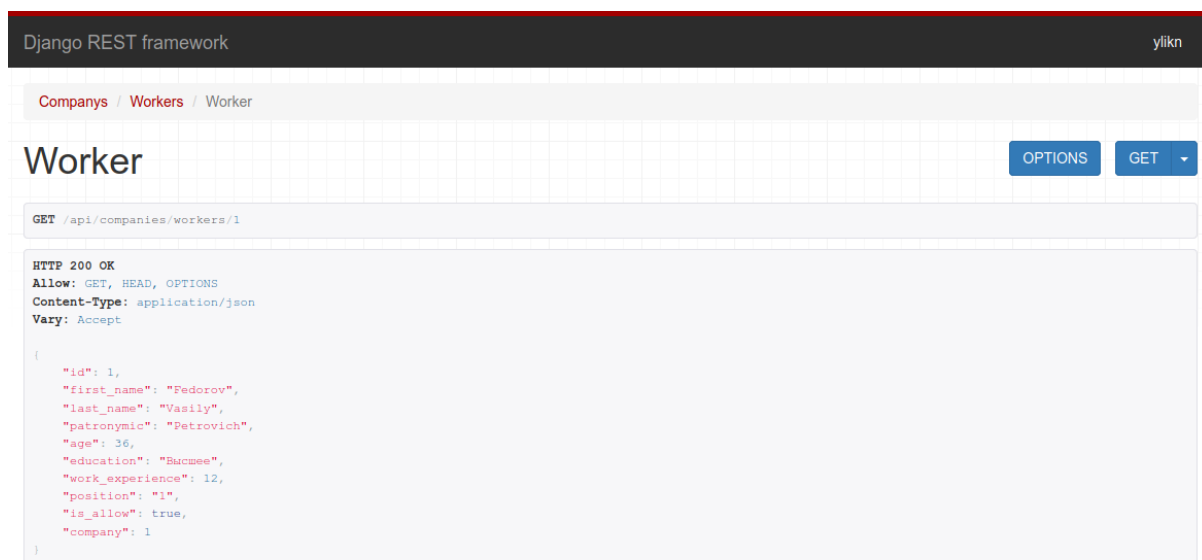 Django REST framework
ylikn
Companys / Workers / Worker
Worker
OPTIONS
GET
GET /api/companies/workers/1
HTTP 200 OK
Allow: GET, HEAD, OPTIONS
Content-Type: application/json
Vary: Accept
{
"id": 1,
"first_name": "Fedorov",
"last_name": "Vasily",
"patronymic": "Petrovich",
"age": 36,
"education": "Высшее",
"work_experience": 12,
"position": "1",
"is_allow": true,
"company": 1
}